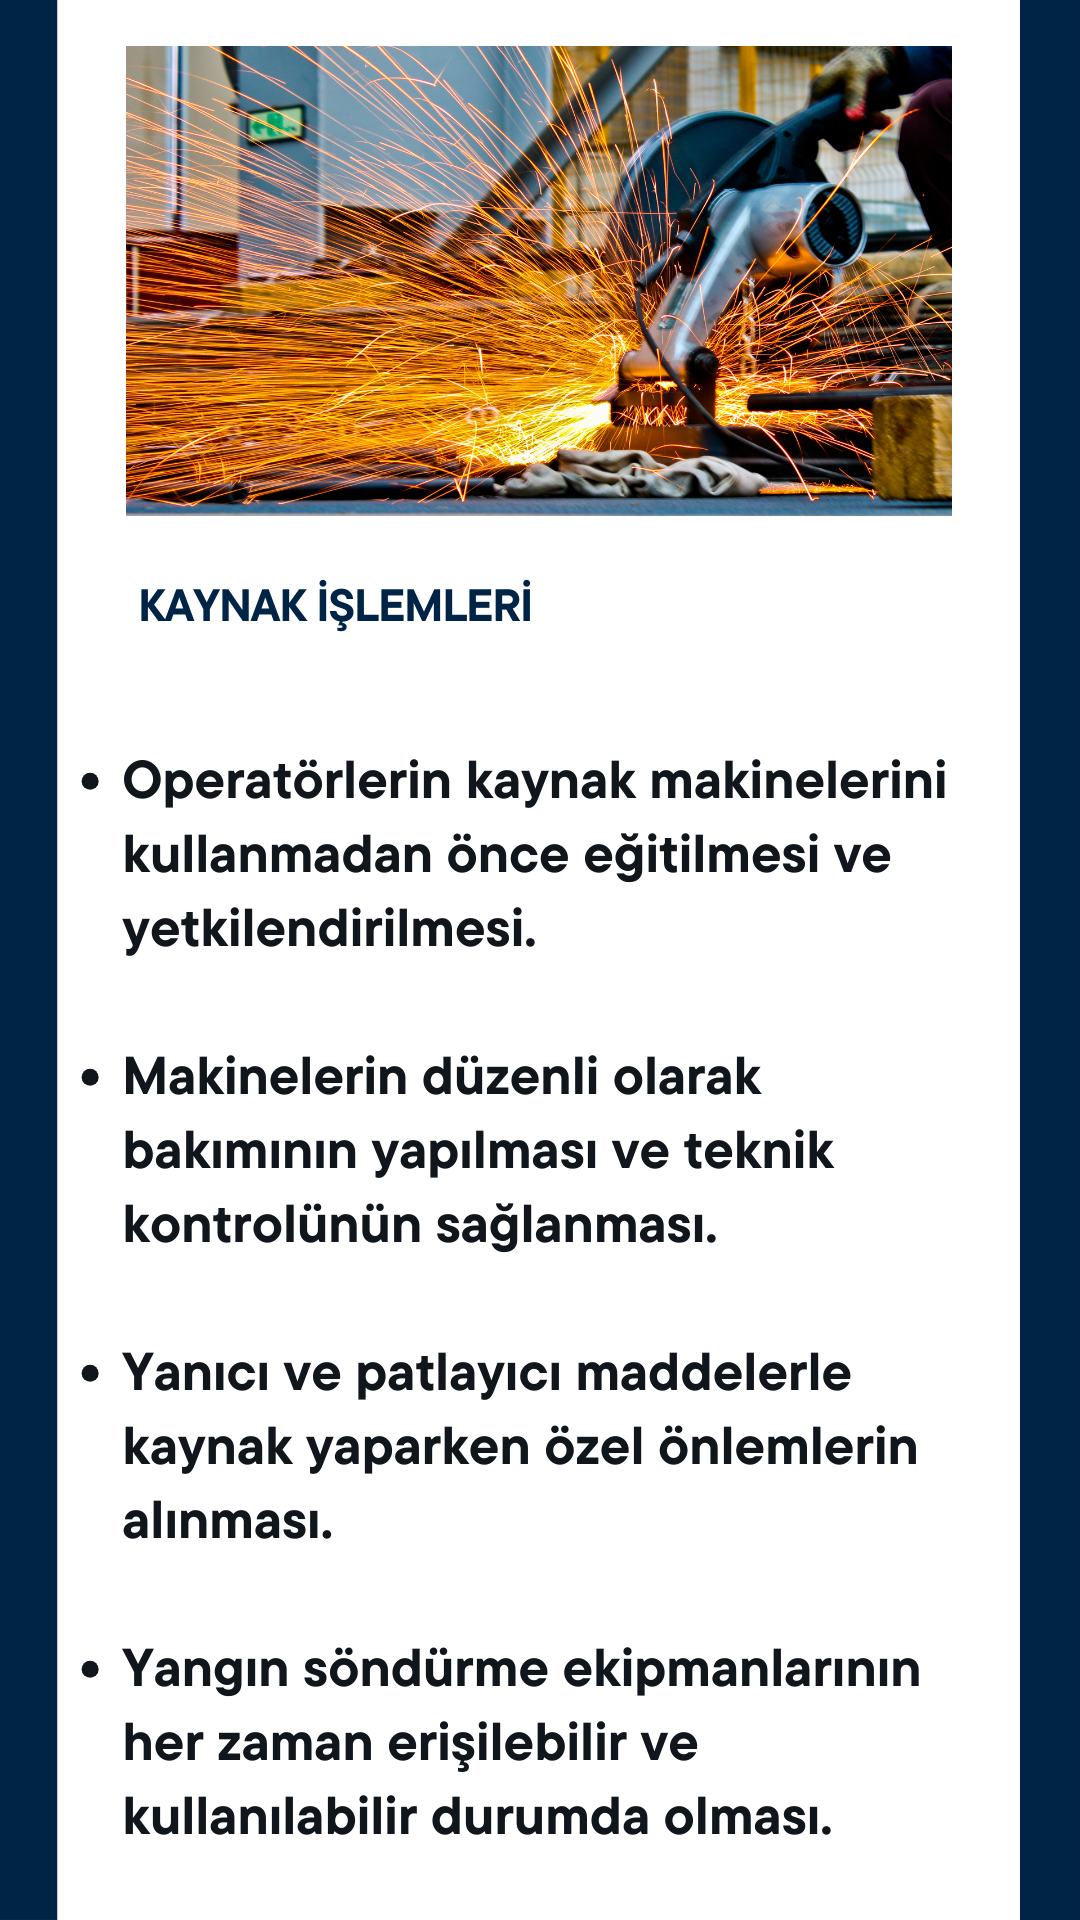 KAYNAK İŞLEMLERİ
• Operatörlerin kaynak makinelerini
kullanmadan önce eğitilmesi ve
yetkilendirilmesi.
• Makinelerin düzenli olarak
bakımının yapılması ve teknik
kontrolünün sağlanması.
• Yanıcı ve patlayıcı maddelerle
kaynak yaparken özel önlemlerin
alınması.
• Yangın söndürme ekipmanlarının
her zaman erişilebilir ve
kullanılabilir durumda olması.